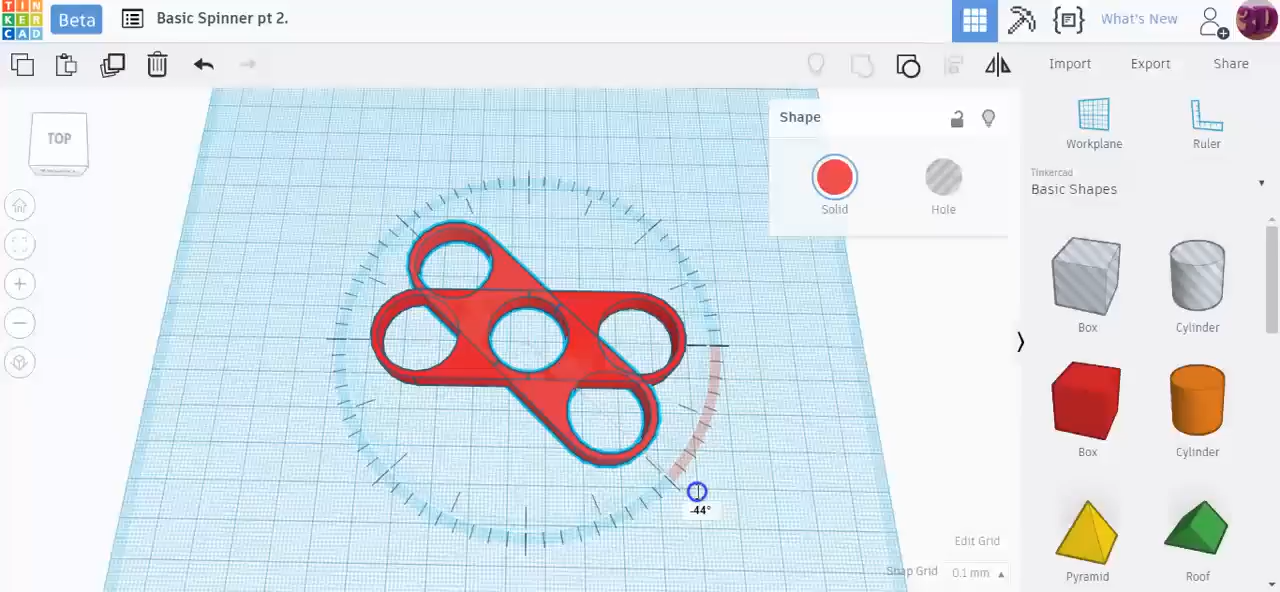 TIN
KER
CAD
Beta
Basic Spinner pt 2.
What's New
Import
Export
Share
TOP
Shape
Solid
Hole
Workplane
Ruler
Tinkercad
Basic Shapes
Box
Cylinder
Box
Cylinder
-44°
Edit Grid
Snap Grid
0.1 mm
Pyramid
Roof